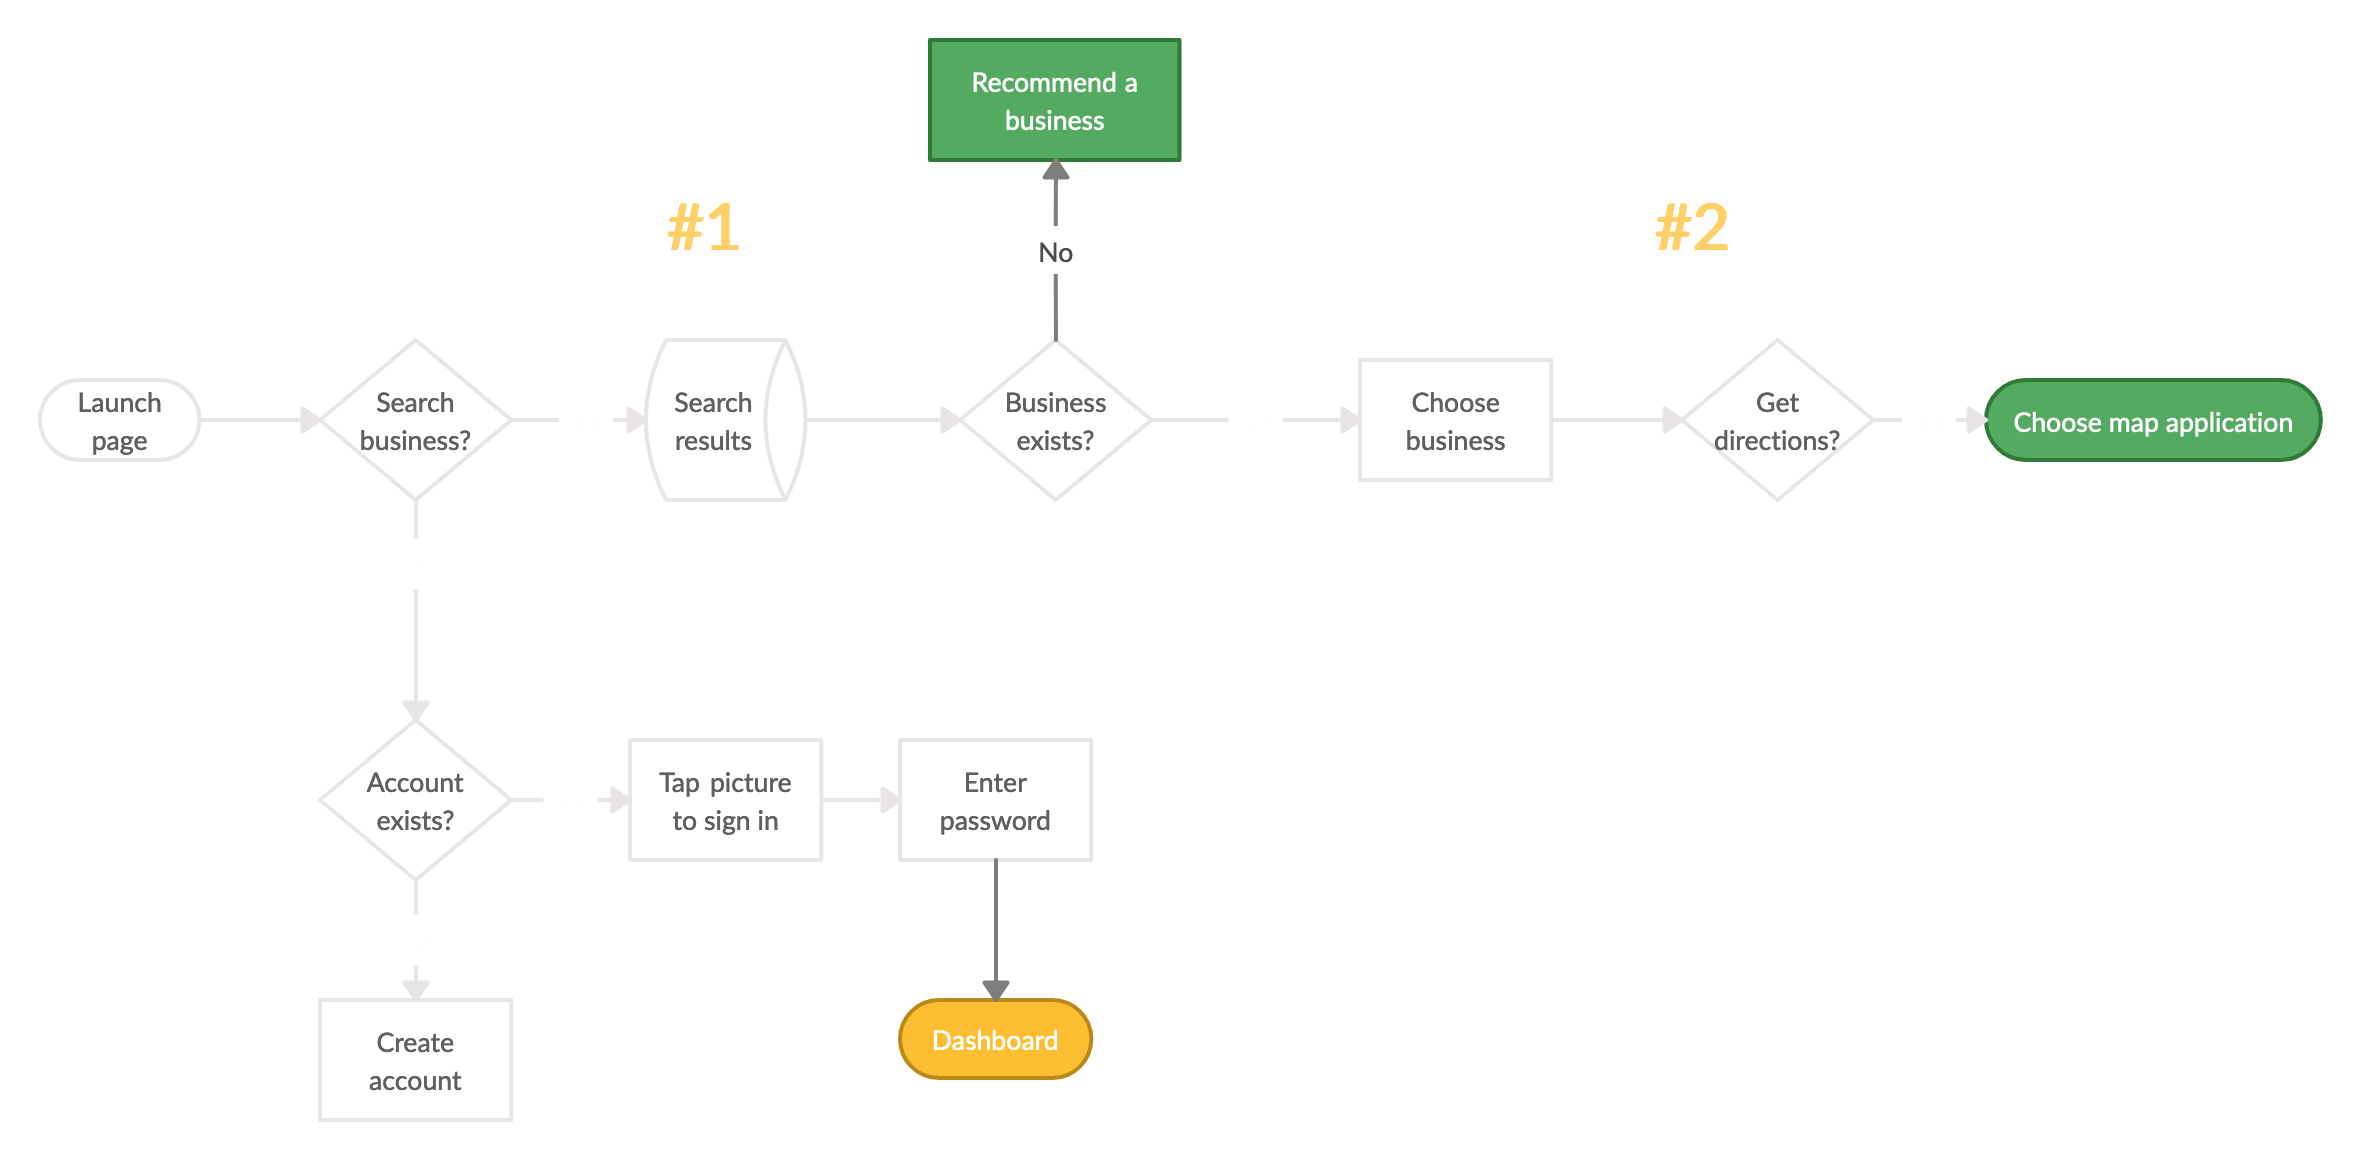 Recommend a
business
#1
#2
No
Launch
page
Search
business?
Search
results
Business
exists?
Choose
business
Get
directions?
Choose map application
Account
exists?
Tap picture
to sign in
Enter
password
Create
account
Dashboard